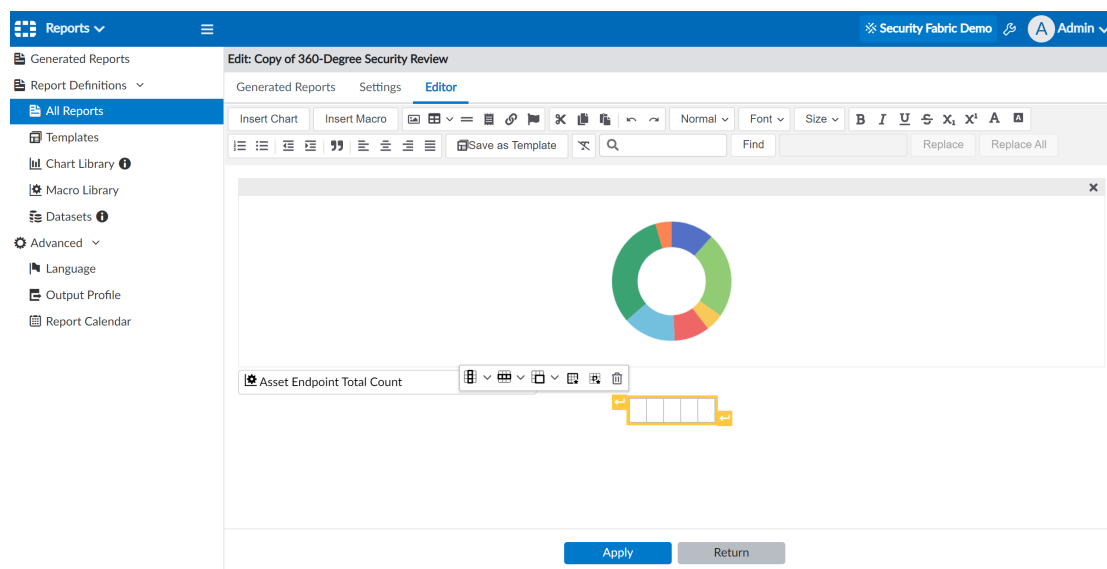 Reports
Security Fabric Demo
A Admin
Generated Reports
Edit: Copy of 360-Degree Security Review
Report Definitions
Generated Reports Settings Editor
All Reports
Insert Chart Insert Macro Normal Font Size B I U S X₁ X¹ A A
Templates
Save as Template Find Replace Replace All
Chart Library
Macro Library
Datasets
Advanced
Language
Output Profile
Report Calendar
Asset Endpoint Total Count
Apply Return